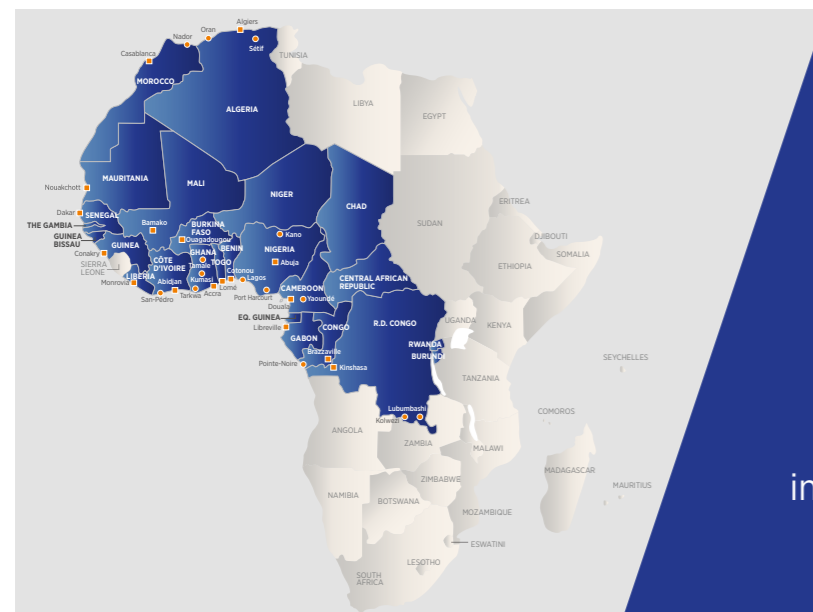 Algiers
Oran
Nador
Sétif
Casablanca
TUNISIA
MOROCCO
LIBYA
EGYPT
ALGERIA
MAURITANIA
MALI
Nouakchott
NIGER
CHAD
ERITREA
Dakar
SENEGAL
THE GAMBIA
Bamako
BURKINA
FASO
SUDAN
Kano
GUINEA
BISSAU
Ouagadougou
DJIBOUTI
GUINEA
BENIN
NIGERIA
Conakry
GHANA
SOMALIA
CÔTE
D'IVOIRE
TOGO
Abuja
SIERRA
LEONE
Tamale
ETHIOPIA
LIBERIA
Cotonou
Monrovia
Abidjan
Kumasi
Lagos
CENTRAL AFRICAN
REPUBLIC
San-Pédro
Tarkwa
Accra
Lomé
Port Harcourt
CAMEROON
Yaoundé
Douala
EQ. GUINEA
UGANDA
KENYA
Libreville
CONGO
R.D. CONGO
GABON
RWANDA
Brazzaville
BURUNDI
SEYCHELLES
Pointe-Noire
Kinshasa
TANZANIA
Lubumbashi
COMOROS
Kolwezi
ANGOLA
ZAMBIA
MALAWI
MADAGASCAR
ZIMBABWE
MAURITIUS
NAMIBIA
BOTSWANA
in
MOZAMBIQUE
ESWATINI
LESOTHO
SOUTH
AFRICA